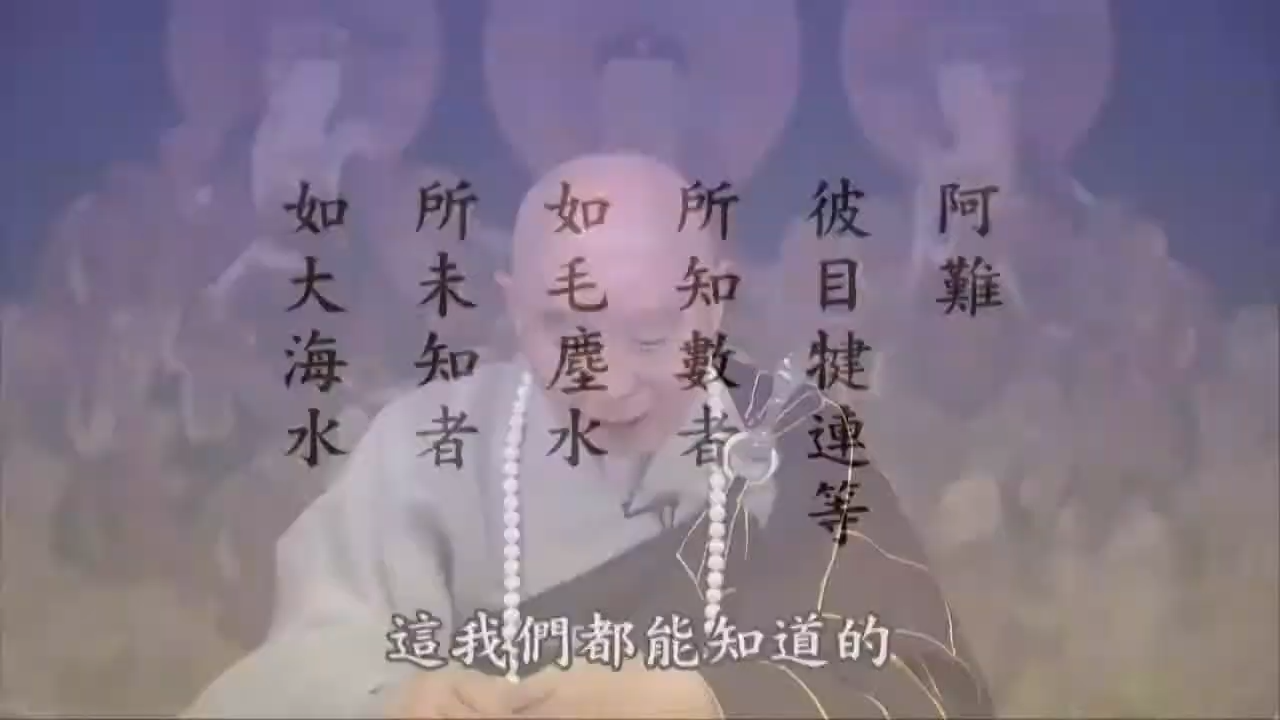 阿難
彼目犍連等
所知數者
如毛塵水
所未知者
如大海水
這我們都能知道的